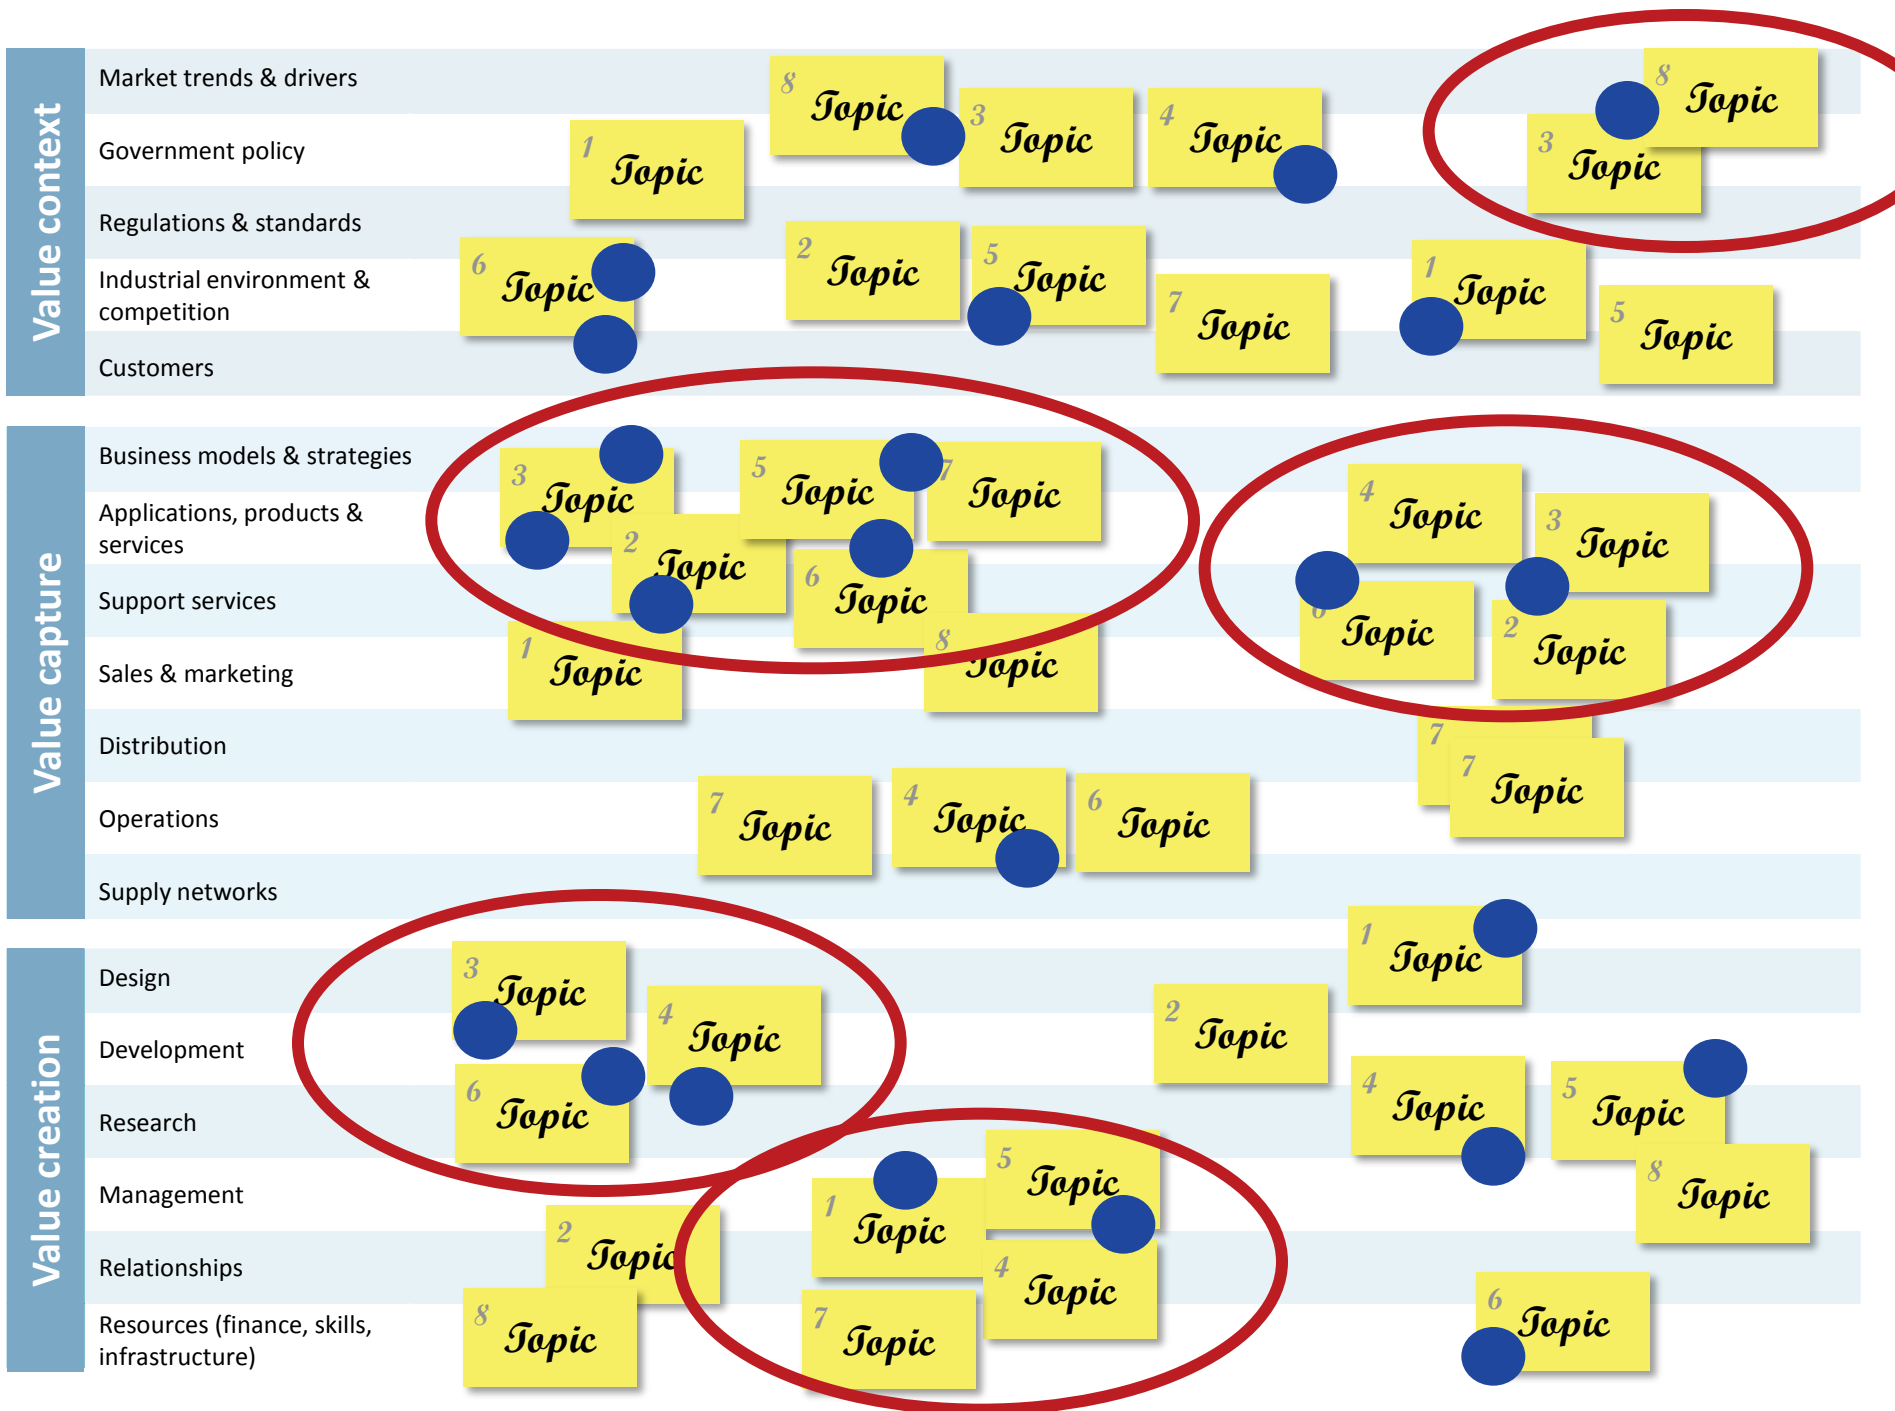 Value context
Market trends & drivers
Government policy
Regulations & standards
Industrial environment &
competition
Customers
8 Topic
3 Topic
4 Topic
8 Topic
3 Topic
1 Topic
6 Topic
2 Topic
5 Topic
7 Topic
1 Topic
5 Topic
Value capture
Business models & strategies
Applications, products &
services
Support services
Sales & marketing
Distribution
Operations
Supply networks
3 Topic
5 Topic
7 Topic
2 Topic
6 Topic
1 Topic
8 Topic
4 Topic
3 Topic
6 Topic
2 Topic
7
7 Topic
7 Topic
4 Topic
6 Topic
Value creation
Design
Development
Research
Management
Relationships
Resources (finance, skills,
infrastructure)
3 Topic
4 Topic
6 Topic
1 Topic
2 Topic
4 Topic
5 Topic
8 Topic
5 Topic
1 Topic
4 Topic
7 Topic
2 Topic
8 Topic
6 Topic